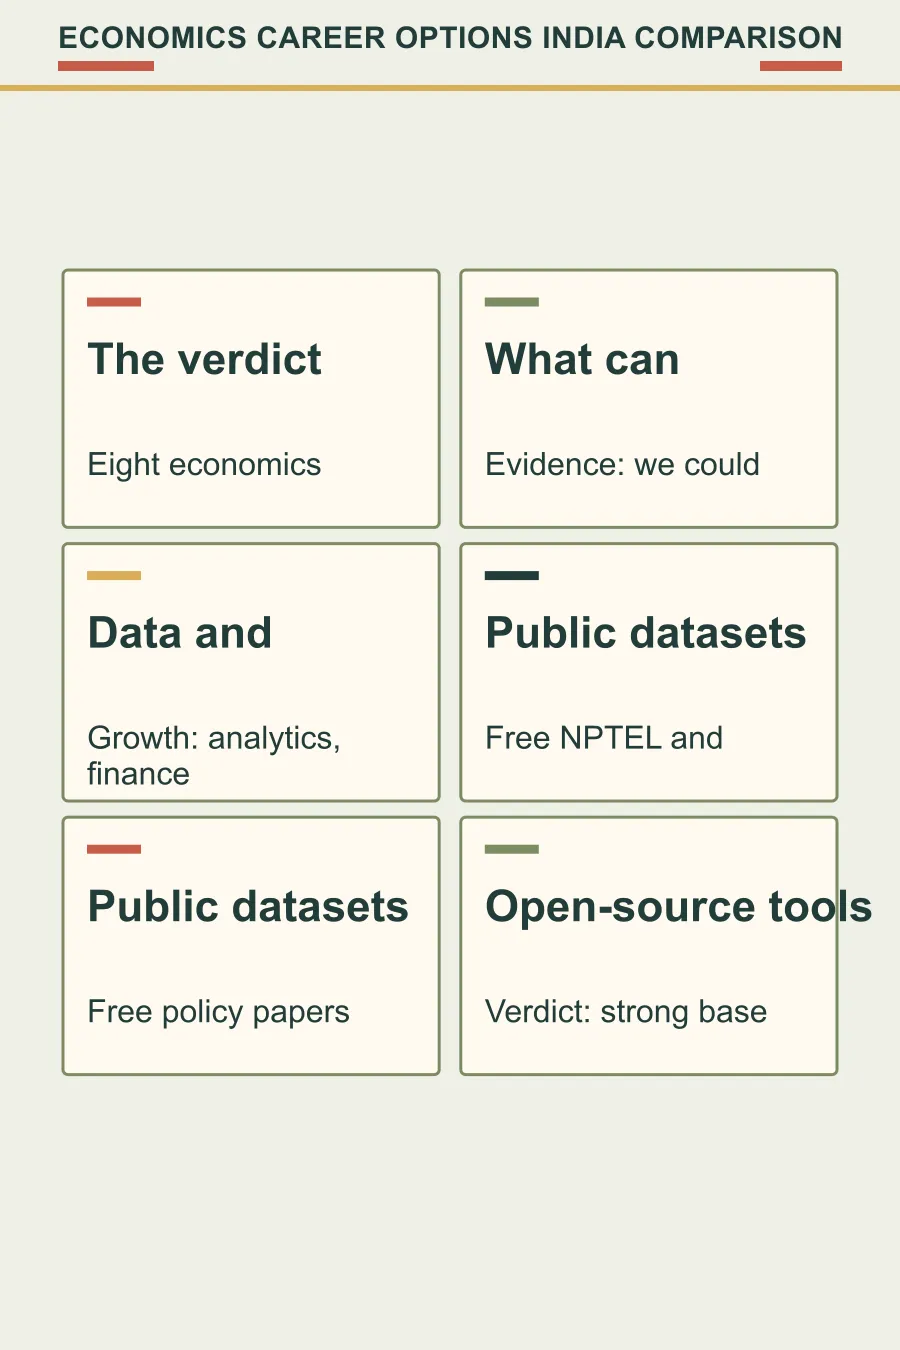 ECONOMICS CAREER OPTIONS INDIA COMPARISON
The verdict
Eight economics
What can
Evidence: we could
Data and
Growth: analytics,
finance
Public datasets
Free NPTEL and
Public datasets
Free policy papers
Open-source tools
Verdict: strong base